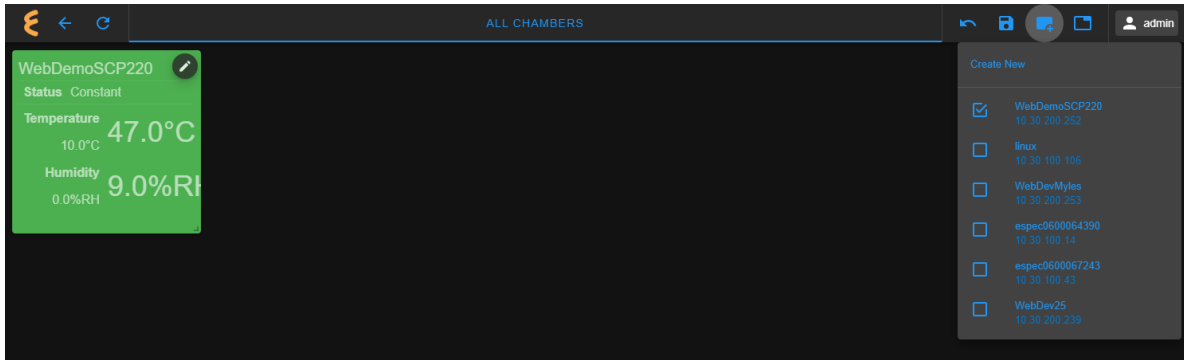 ALL CHAMBERS
admin
WebDemoSCP220
Status Constant
Temperature
10.0°C
47.0°C
Humidity
0.0%RH
9.0%RH
Create New
WebDemoSCP220
10.30.200.252
linux
10.30.100.106
WebDevMyles
10.30.200.253
espec0600064390
10.30.100.14
espec0600067243
10.30.100.43
WebDev25
10.30.200.239